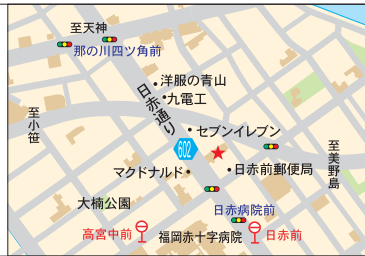 至天神
那の川四ツ角前
洋服の青山
九電工
日赤通り
至小笹
セブンイレブン
602
至美野島
マクドナルド
日赤前郵便局
大楠公園
日赤病院前
高宮中前
福岡赤十字病院
日赤前